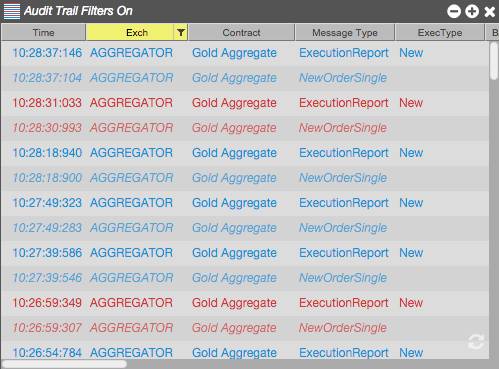 Audit Trail Filters On
Time Exch Contract Message Type ExecType B
10:28:37:146 AGGREGATOR Gold Aggregate ExecutionReport New
10:28:37:104 AGGREGATOR Gold Aggregate NewOrderSingle
10:28:31:033 AGGREGATOR Gold Aggregate ExecutionReport New
10:28:30:993 AGGREGATOR Gold Aggregate NewOrderSingle
10:28:18:940 AGGREGATOR Gold Aggregate ExecutionReport New
10:28:18:900 AGGREGATOR Gold Aggregate NewOrderSingle
10:27:49:323 AGGREGATOR Gold Aggregate ExecutionReport New
10:27:49:283 AGGREGATOR Gold Aggregate NewOrderSingle
10:27:39:586 AGGREGATOR Gold Aggregate ExecutionReport New
10:27:39:546 AGGREGATOR Gold Aggregate NewOrderSingle
10:26:59:349 AGGREGATOR Gold Aggregate ExecutionReport New
10:26:59:307 AGGREGATOR Gold Aggregate NewOrderSingle
10:26:54:784 AGGREGATOR Gold Aggregate ExecutionReport New